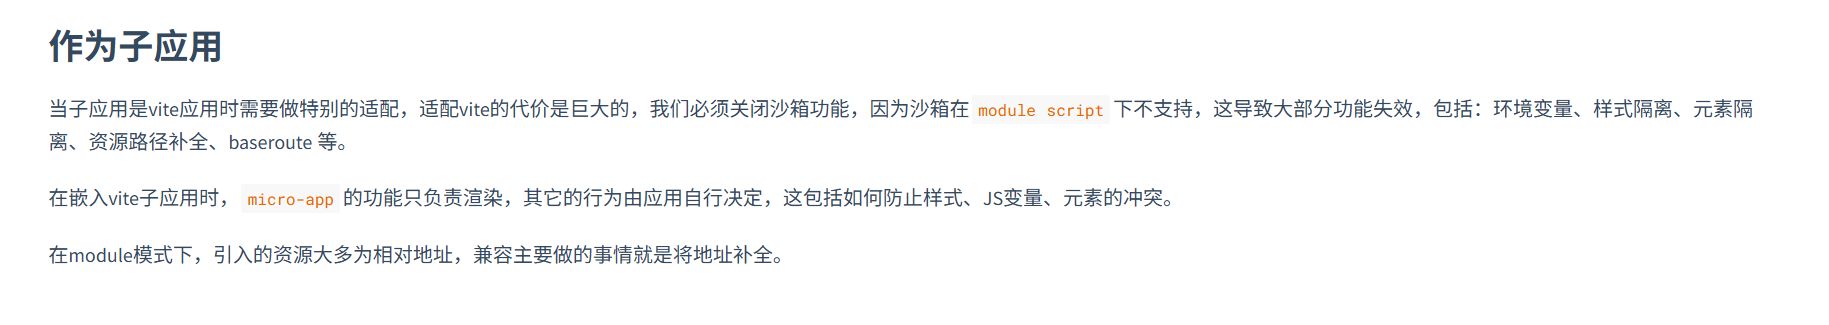 作为子应用
当子应用是vite应用时需要做特别的适配，适配vite的代价是巨大的，我们必须关闭沙箱功能，因为沙箱在 module script 下不支持，这导致大部分功能失效，包括：环境变量、样式隔离、元素隔
离、资源路径补全、baseroute 等。
在嵌入vite子应用时， micro-app 的功能只负责渲染，其它的行为由应用自行决定，这包括如何防止样式、JS变量、元素的冲突。
在module模式下，引入的资源大多为相对地址，兼容主要做的事情就是将地址补全。